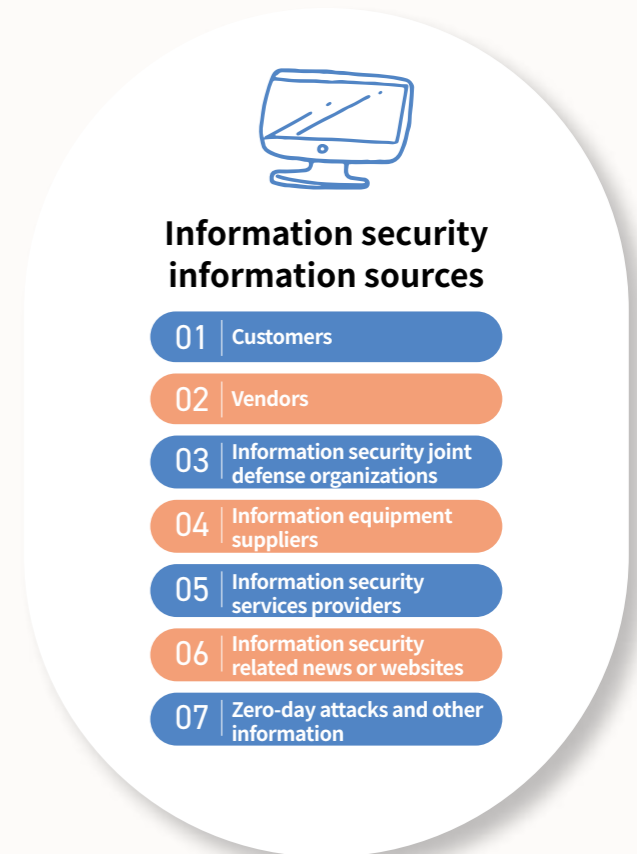 Information security
information sources
01 Customers
02 Vendors
03 Information security joint
defense organizations
04 Information equipment
suppliers
05 Information security
services providers
06 Information security
related news or websites
07 Zero-day attacks and other
information